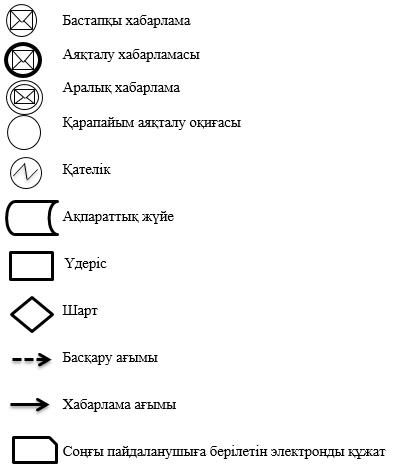 Бастапқы хабарлама
Аяқталу хабарламасы
Аралық хабарлама
Қарапайым аяқталу оқиғасы
Қателік
Ақпараттық жүйе
Үдеріс
Шарт
Басқару ағымы
Хабарлама ағымы
Соңғы пайдаланушыға берілетін электронды құжат